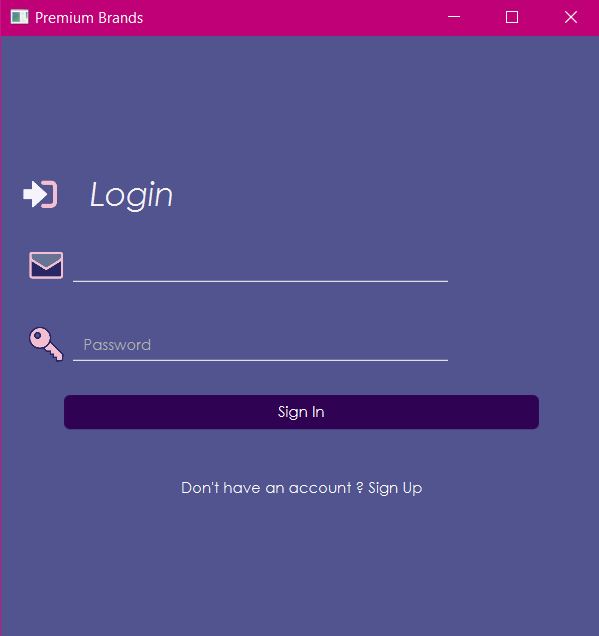 Premium Brands
Login
Password
Sign In
Don't have an account ? Sign Up